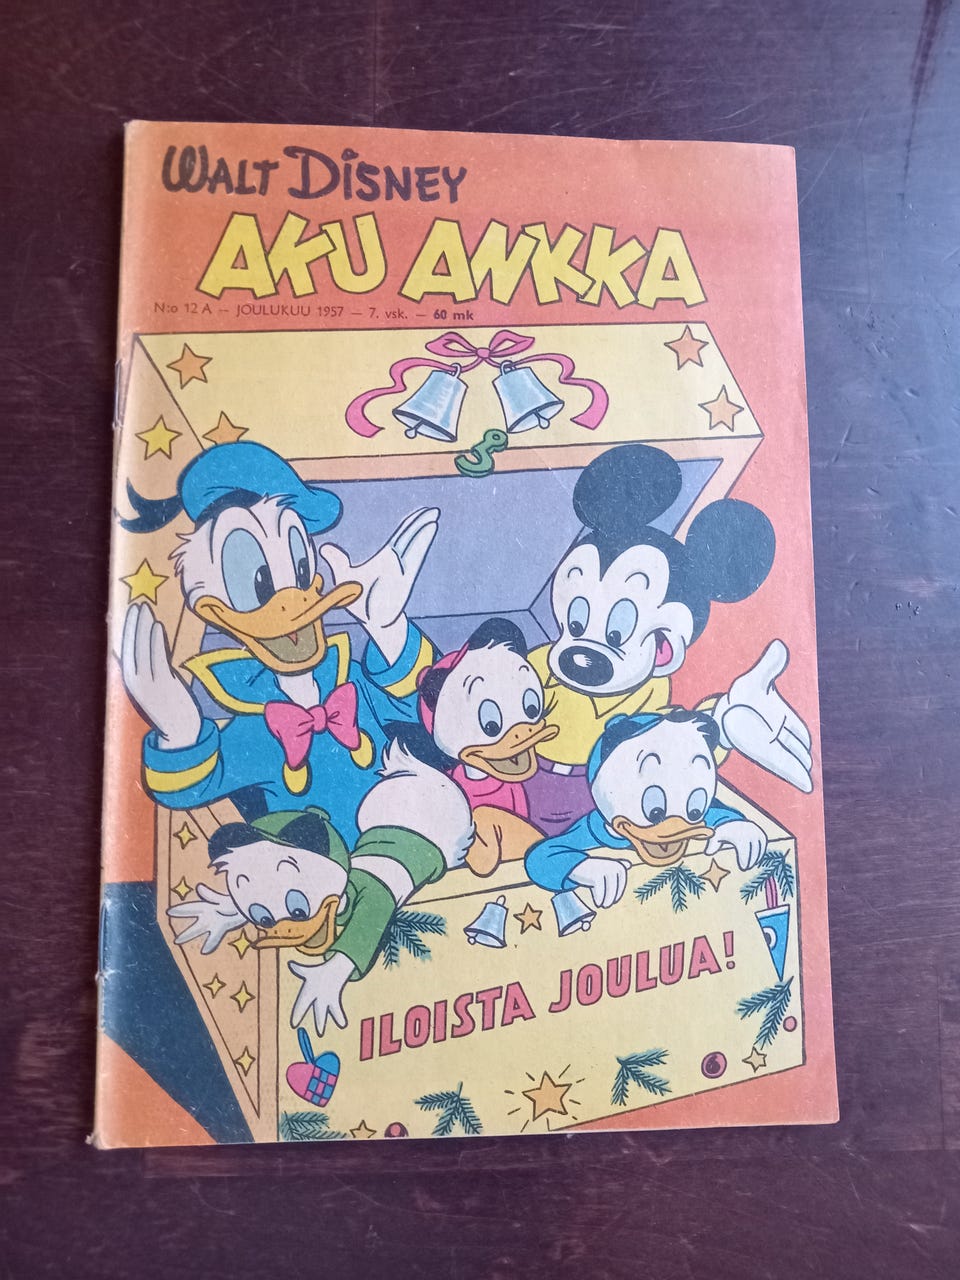 WALT DISNEY
AKU ANKKA
N:o 12 A — JOULUKUU 1957 — 7. vsk. — 60 mk
ILOISTA JOULUA!